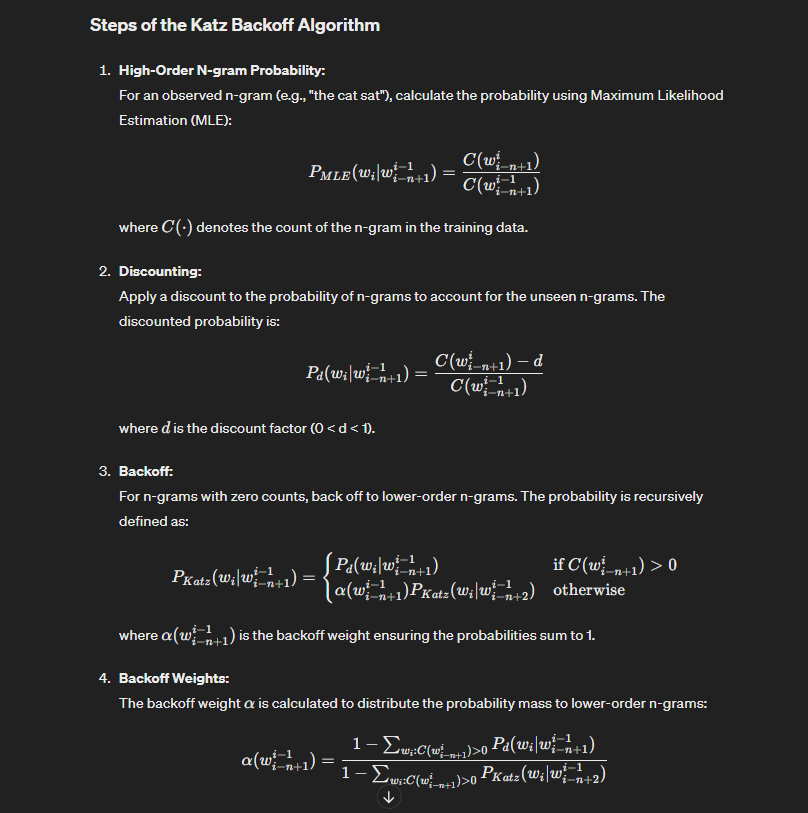 Steps of the Katz Backoff Algorithm
1. High-Order N-gram Probability:
For an observed n-gram (e.g., "the cat sat"), calculate the probability using Maximum Likelihood
Estimation (MLE):
$P_{MLE}(w_i|w_{i-n+1}^{i-1}) = \frac{C(w_{i-n+1}^{i})}{C(w_{i-n+1}^{i-1})}$
where $C(\cdot)$ denotes the count of the n-gram in the training data.
2. Discounting:
Apply a discount to the probability of n-grams to account for the unseen n-grams. The
discounted probability is:
$P_d(w_i|w_{i-n+1}^{i-1}) = \frac{C(w_{i-n+1}^{i}) - d}{C(w_{i-n+1}^{i-1})}$
where $d$ is the discount factor (0 < d < 1).
3. Backoff:
For n-grams with zero counts, back off to lower-order n-grams. The probability is recursively
defined as:
$P_{Katz}(w_i|w_{i-n+1}^{i-1}) = \begin{cases} P_d(w_i|w_{i-n+1}^{i-1}) & \text{if } C(w_{i-n+1}^{i}) > 0 \\ \alpha(w_{i-n+1}^{i-1})P_{Katz}(w_i|w_{i-n+2}^{i-1}) & \text{otherwise} \end{cases}$
where $\alpha(w_{i-n+1}^{i-1})$ is the backoff weight ensuring the probabilities sum to 1.
4. Backoff Weights:
The backoff weight $\alpha$ is calculated to distribute the probability mass to lower-order n-grams:
$\alpha(w_{i-n+1}^{i-1}) = \frac{1 - \sum_{w_i:C(w_{i-n+1}^{i})>0} P_d(w_i|w_{i-n+1}^{i-1})}{1 - \sum_{w_i:C(w_{i-n+1}^{i})>0} P_{Katz}(w_i|w_{i-n+2}^{i-1})}$